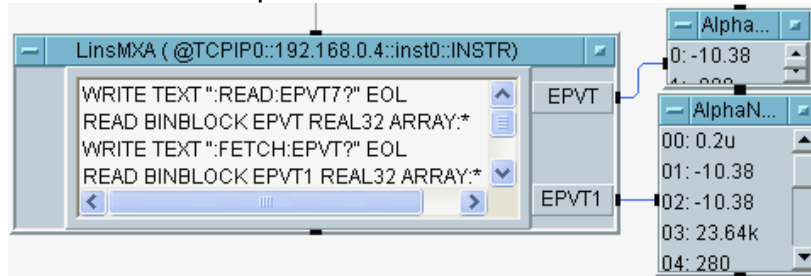 LinsMXA ( @TCPIP0::192.168.0.4::inst0::INSTR)
WRITE TEXT ":READ:EPVT7?" EOL
READ BINBLOCK EPVT REAL32 ARRAY:*
WRITE TEXT ":FETCH:EPVT?" EOL
READ BINBLOCK EPVT1 REAL32 ARRAY:*
EPVT
EPVT1
Alpha...
0: -10.38
AlphaN...
00: 0.2u
01: -10.38
02: -10.38
03: 23.64k
04: 280